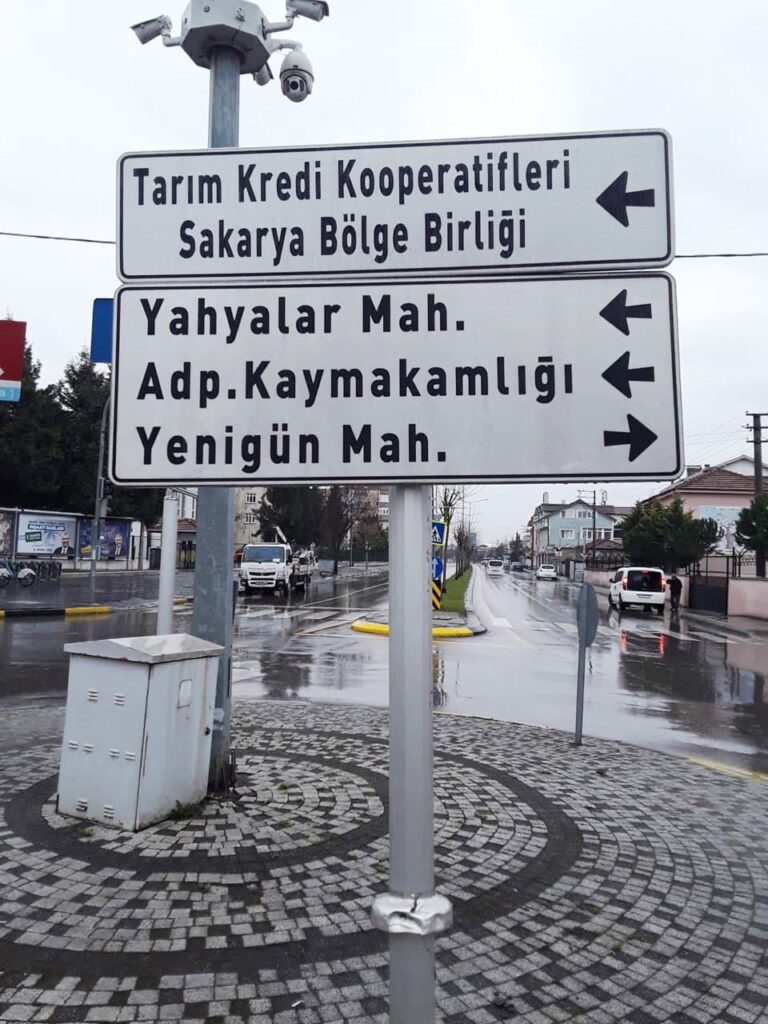 Tarım Kredi Kooperatifleri
Sakarya Bölge Birliği
Yahyalar Mah.
Adp.Kaymakamlığı
Yenigün Mah.